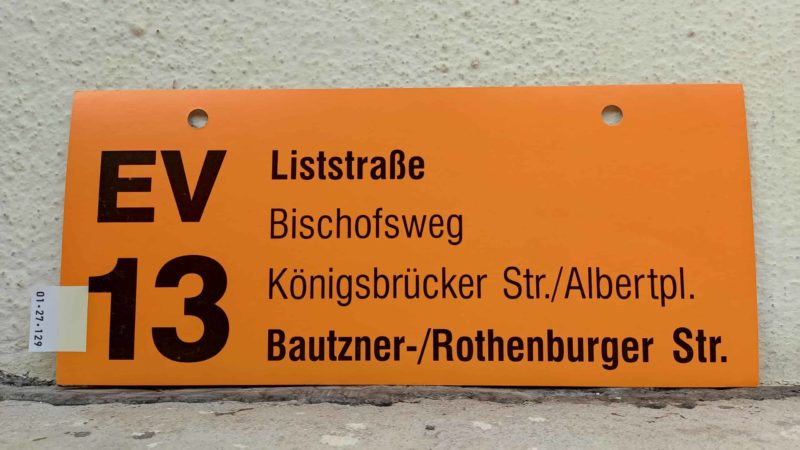 EV
13
Liststraße
Bischofsweg
Königsbrücker Str./Albertpl.
Bautzner-/Rothenburger Str.
01-27-129